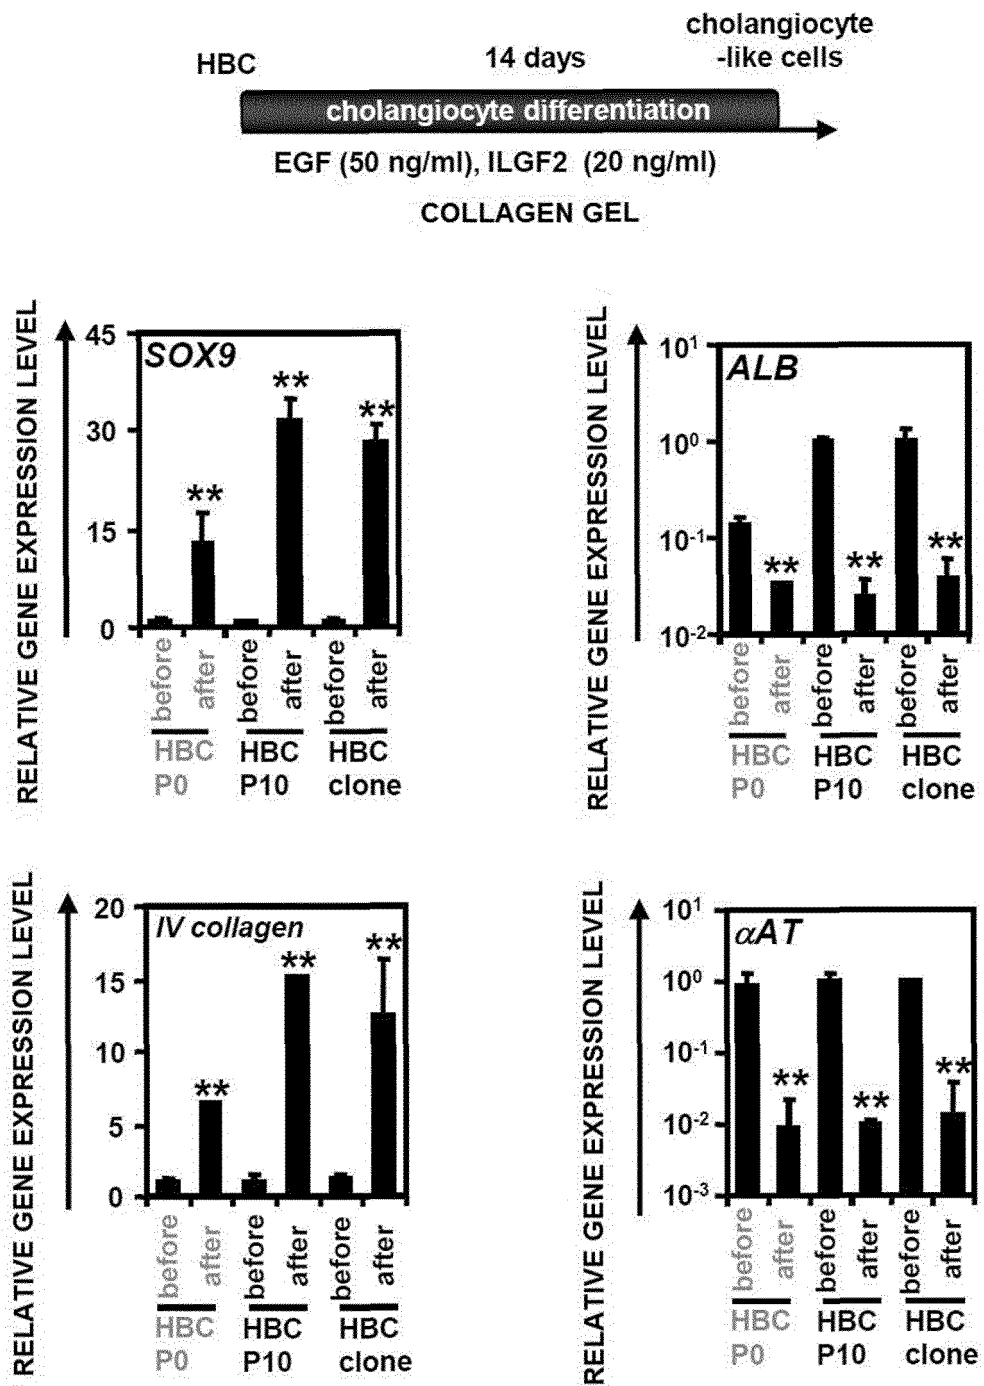 HBC
14 days
cholangiocyte
-like cells
cholangiocyte differentiation
EGF (50 ng/ml), ILGF2 (20 ng/ml)
COLLAGEN GEL
RELATIVE GENE EXPRESSION LEVEL
45
30
15
0
SOX9
**
**
**
before
after
before
after
before
after
HBC
P0
HBC
P10
HBC
clone
RELATIVE GENE EXPRESSION LEVEL
10¹
10⁰
10⁻¹
10⁻²
ALB
**
**
**
before
after
before
after
before
after
HBC
P0
HBC
P10
HBC
clone
RELATIVE GENE EXPRESSION LEVEL
20
15
10
5
0
IV collagen
**
**
**
before
after
before
after
before
after
HBC
P0
HBC
P10
HBC
clone
RELATIVE GENE EXPRESSION LEVEL
10¹
10⁰
10⁻¹
10⁻²
10⁻³
αAT
**
**
**
before
after
before
after
before
after
HBC
P0
HBC
P10
HBC
clone